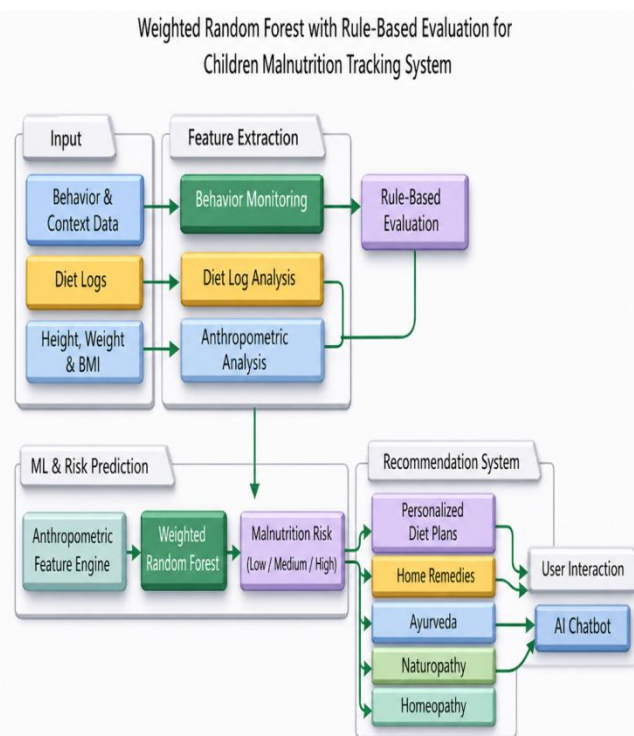 Weighted Random Forest with Rule-Based Evaluation for
Children Malnutrition Tracking System
Input
Feature Extraction
Behavior &
Context Data
Behavior Monitoring
Rule-Based
Evaluation
Diet Logs
Diet Log Analysis
Height, Weight
& BMI
Anthropometric
Analysis
ML & Risk Prediction
Recommendation System
Anthropometric
Feature Engine
Weighted
Random Forest
Malnutrition Risk
(Low / Medium / High)
Personalized
Diet Plans
Home Remedies
Ayurveda
Naturopathy
Homeopathy
User Interaction
AI Chatbot